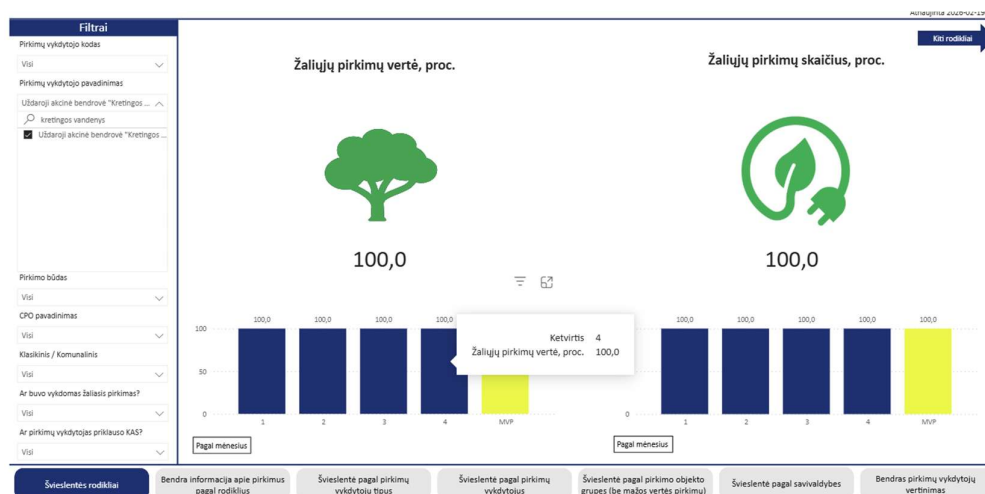 Atnaujinta 2026-02-19
Filtrai
Kiti rodikliai
Pirkimų vykdytojo kodas
Visi
Pirkimų vykdytojo pavadinimas
Uždaroji akcinė bendrovė "Kretingos ...
kretingos vandenys
Uždaroji akcinė bendrovė "Kretingos ...
Pirkimo būdas
Visi
CPO pavadinimas
Visi
Klasikinis / Komunalinis
Visi
Ar buvo vykdomas žaliasis pirkimas?
Visi
Ar pirkimų vykdytojas priklauso KAS?
Visi
Žaliųjų pirkimų vertė, proc.
100,0
100,0 100,0 100,0 100,0
100
50
0
1 2 3 4 MVP
Ketvirtis 4
Žaliųjų pirkimų vertė, proc. 100,0
Pagal mėnesius
Žaliųjų pirkimų skaičius, proc.
100,0
100,0 100,0 100,0 100,0 100,0
0
1 2 3 4 MVP
Pagal mėnesius
Švieslentės rodikliai
Bendra informacija apie pirkimus
pagal rodiklius
Švieslentė pagal pirkimų
vykdytojų tipus
Švieslentė pagal pirkimų
vykdytojus
Švieslentė pagal pirkimo objekto
grupes (be mažos vertės pirkimų)
Švieslentė pagal savivaldybes
Bendras pirkimų vykdytojų
vertinimas